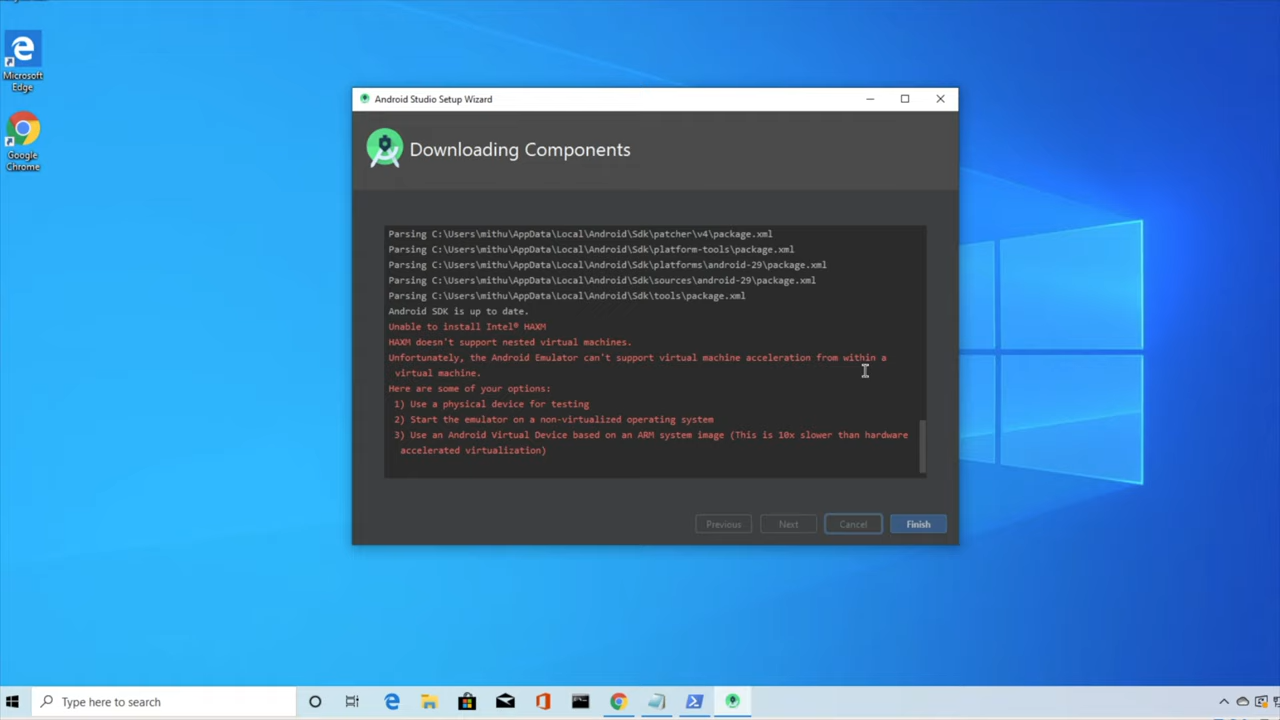 Microsoft
Edge
Google
Chrome
Android Studio Setup Wizard
Downloading Components
Parsing C:\Users\mithu\AppData\Local\Android\Sdk\patcher\v4\package.xml
Parsing C:\Users\mithu\AppData\Local\Android\Sdk\platform-tools\package.xml
Parsing C:\Users\mithu\AppData\Local\Android\Sdk\platforms\android-29\package.xml
Parsing C:\Users\mithu\AppData\Local\Android\Sdk\sources\android-29\package.xml
Parsing C:\Users\mithu\AppData\Local\Android\Sdk\tools\package.xml
Android SDK is up to date.
Unable to install Intel® HAXM
HAXM doesn't support nested virtual machines.
Unfortunately, the Android Emulator can't support virtual machine acceleration from within a
virtual machine.
Here are some of your options:
1) Use a physical device for testing
2) Start the emulator on a non-virtualized operating system
3) Use an Android Virtual Device based on an ARM system image (This is 10x slower than hardware
accelerated virtualization)
Previous Next Cancel Finish
Type here to search